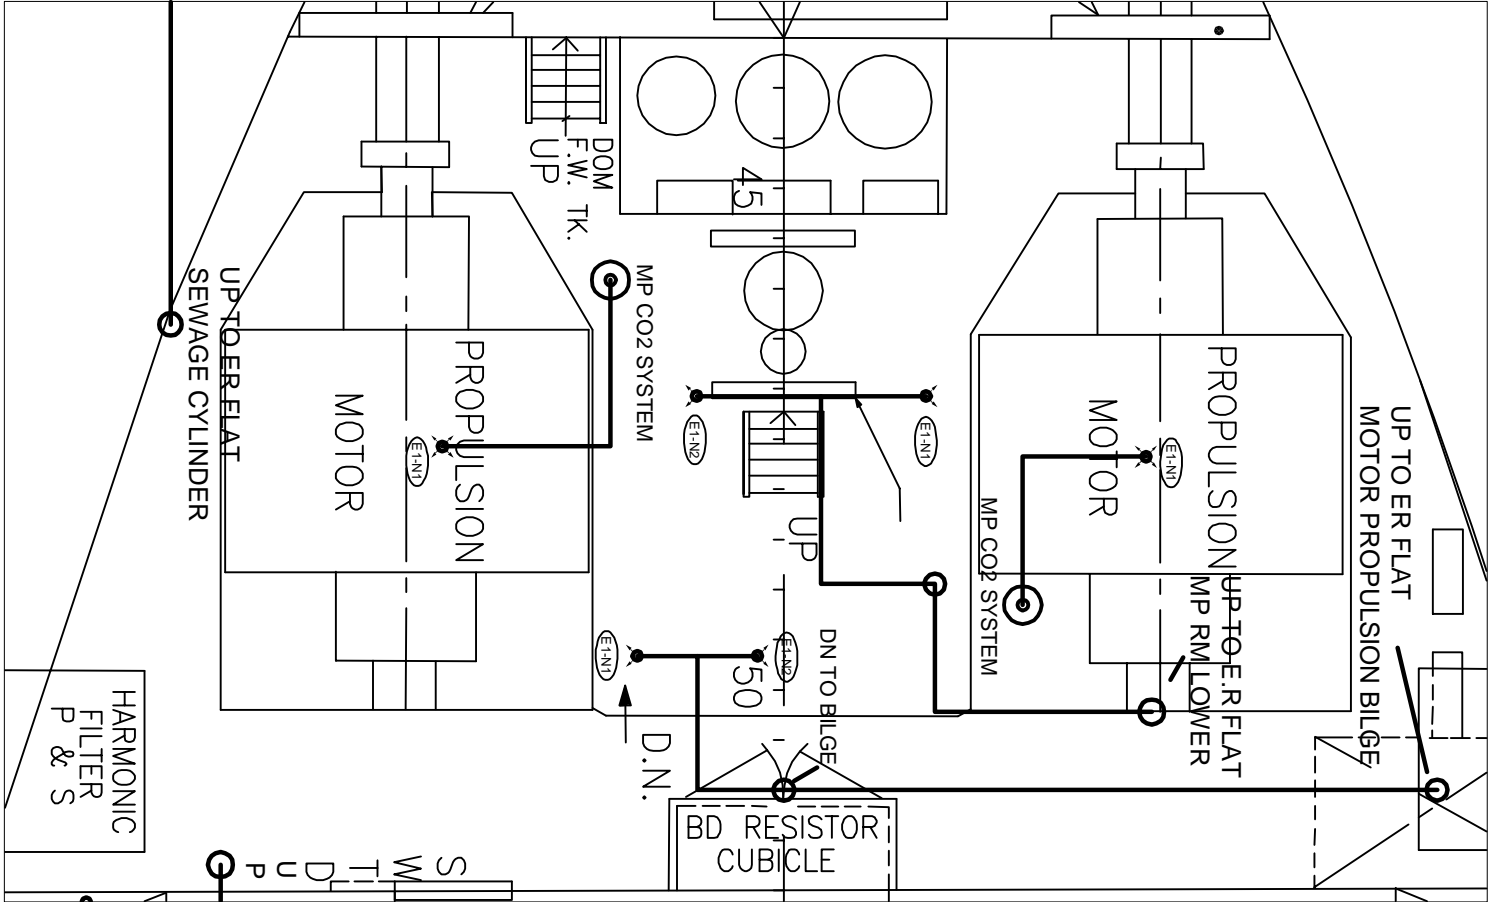 DOM
F.W. TK.
UP
45
UP TO ER FLAT
SEWAGE CYLINDER
MP CO2 SYSTEM
PROPULSION
MOTOR
E1-N1
E1-N2
E1-N1
UP
PROPULSION
MOTOR
E1-N1
MP CO2 SYSTEM
UP TO ER FLAT
MOTOR PROPULSION BILGE
UP TO E.R FLAT
MP RM LOWER
E1-N1
E1-N2
50
DN TO BILGE
D.N.
HARMONIC
FILTER
P & S
BD RESISTOR
CUBICLE
SWTD
UP